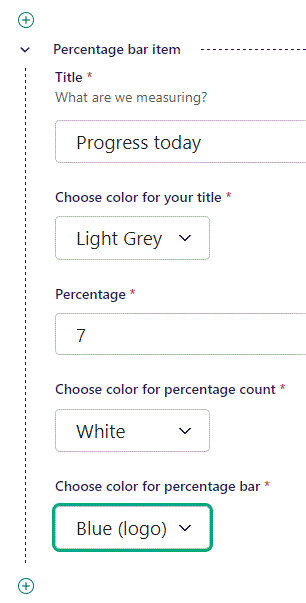 Percentage bar item
Title *
What are we measuring?
Progress today
Choose color for your title *
Light Grey
Percentage *
7
Choose color for percentage count *
White
Choose color for percentage bar *
Blue (logo)